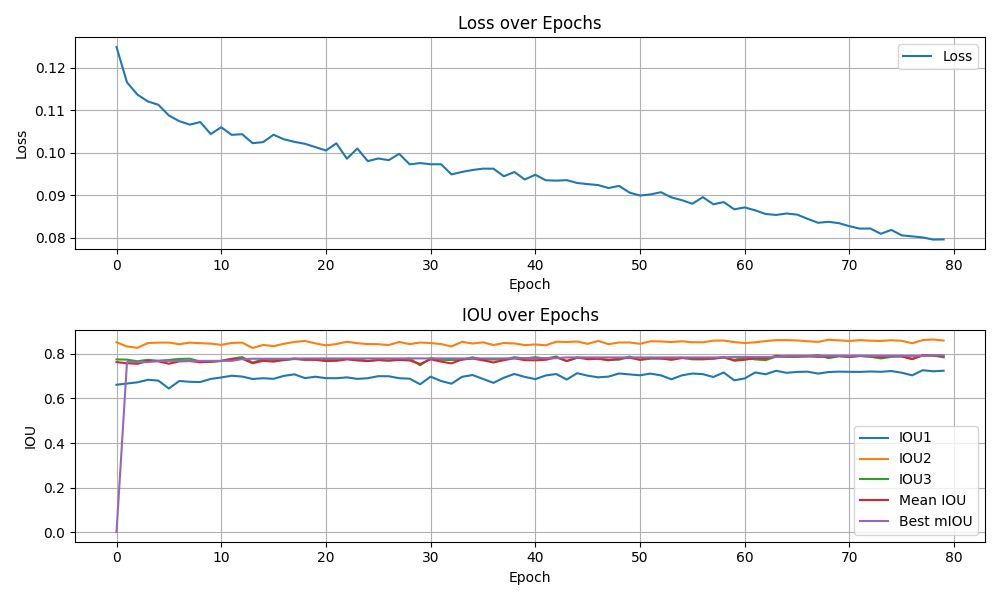 Loss over Epochs
0.12
0.11
0.10
0.09
0.08
Loss
Loss
0 10 20 30 40 50 60 70 80
Epoch
IOU over Epochs
0.8
0.6
0.4
0.2
0.0
IOU
IOU1
IOU2
IOU3
Mean IOU
Best mIOU
0 10 20 30 40 50 60 70 80
Epoch